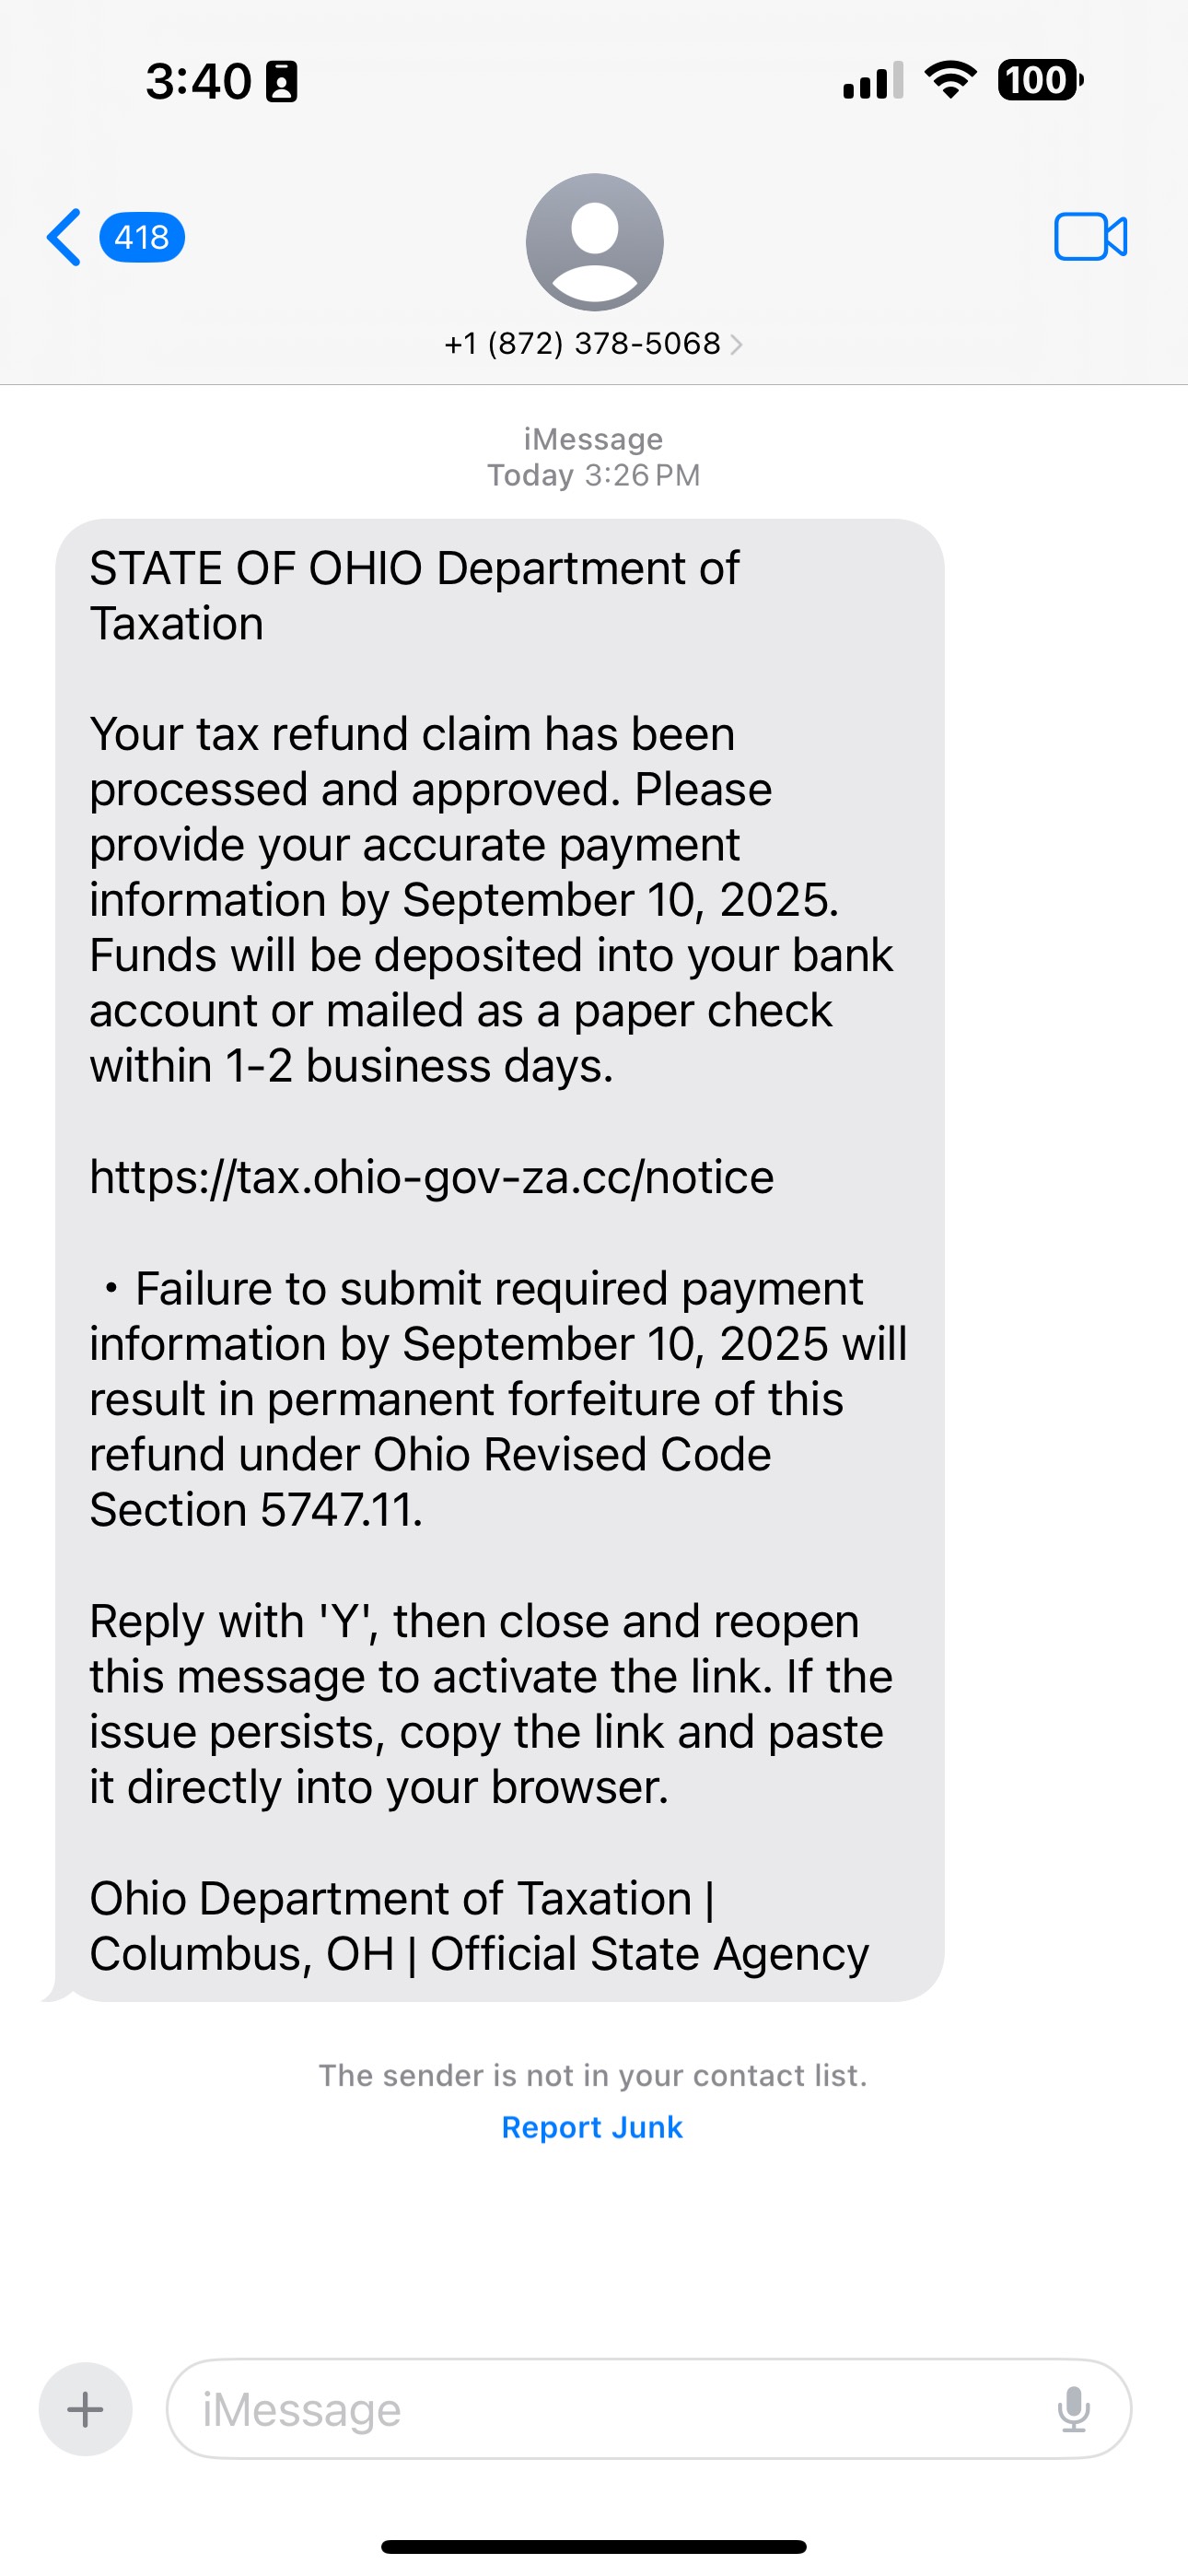 3:40
100
418
+1 (872) 378-5068
iMessage
Today 3:26 PM
STATE OF OHIO Department of
Taxation
Your tax refund claim has been
processed and approved. Please
provide your accurate payment
information by September 10, 2025.
Funds will be deposited into your bank
account or mailed as a paper check
within 1-2 business days.
https://tax.ohio-gov-za.cc/notice
• Failure to submit required payment
information by September 10, 2025 will
result in permanent forfeiture of this
refund under Ohio Revised Code
Section 5747.11.
Reply with 'Y', then close and reopen
this message to activate the link. If the
issue persists, copy the link and paste
it directly into your browser.
Ohio Department of Taxation |
Columbus, OH | Official State Agency
The sender is not in your contact list.
Report Junk
iMessage